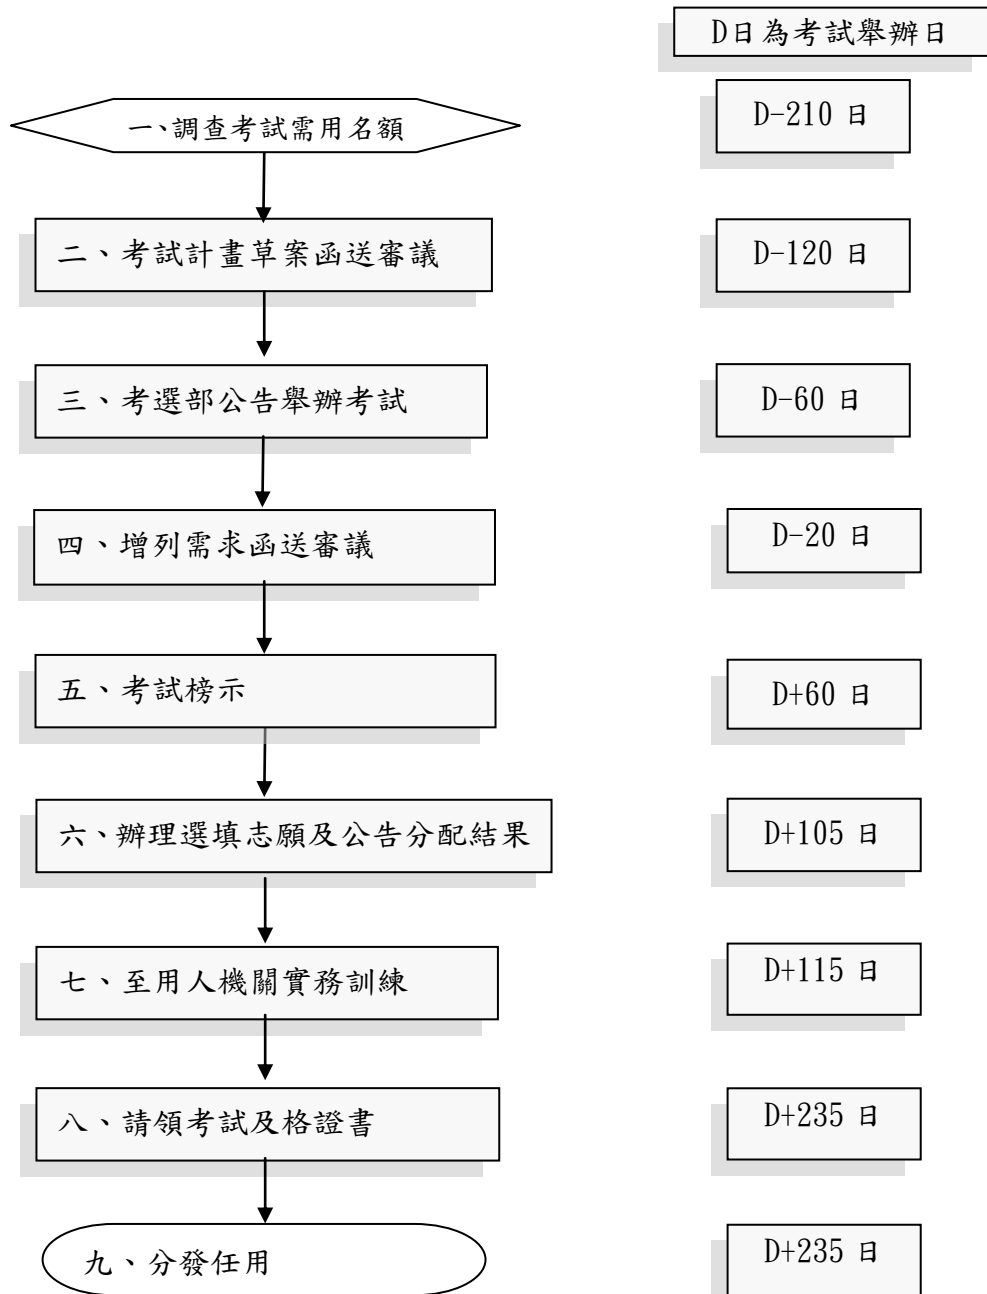 D日為考試舉辦日
一、調查考試需用名額
D-210 日
二、考試計畫草案函送審議
D-120 日
三、考選部公告舉辦考試
D-60 日
四、增列需求函送審議
D-20 日
五、考試榜示
D+60 日
六、辦理選填志願及公告分配結果
D+105 日
七、至用人機關實務訓練
D+115 日
八、請領考試及格證書
D+235 日
九、分發任用
D+235 日